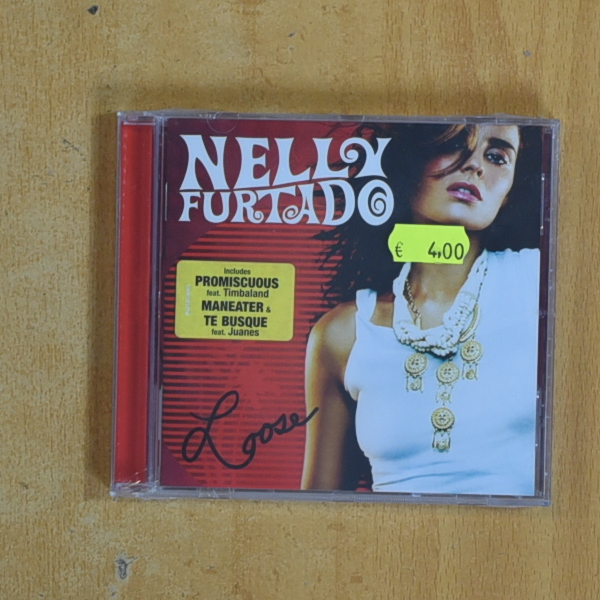 NELLY
FURTADO
€ 4,00
Includes
PROMISCUOUS
feat. Timbaland
MANEATER &
TE BUSQUE
feat. Juanes
Loose